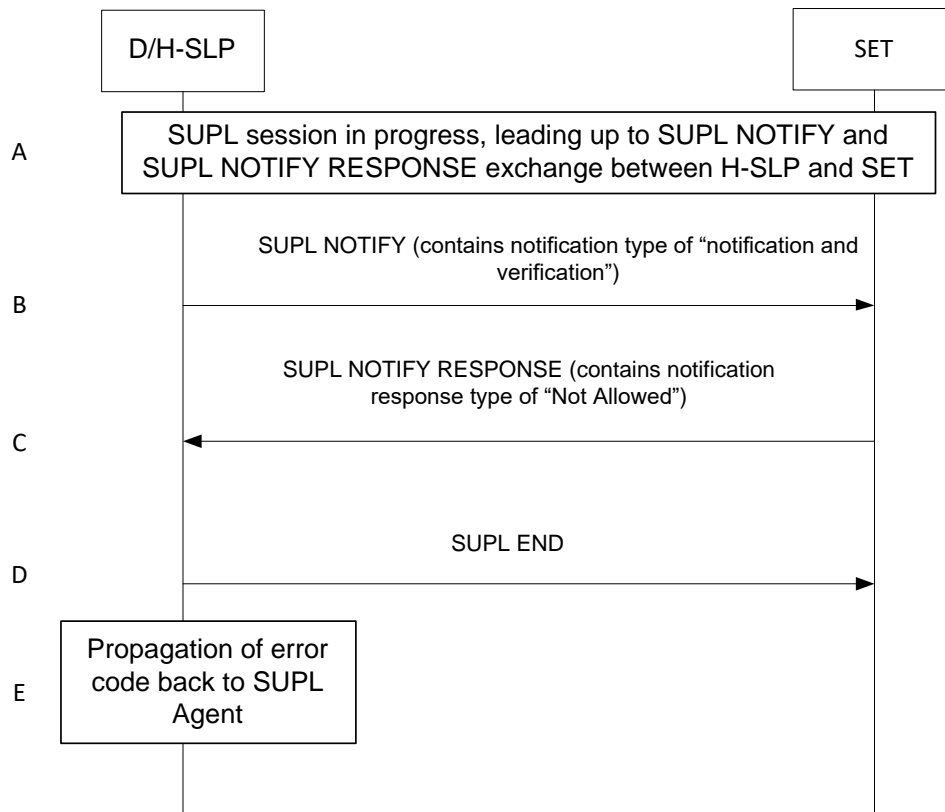 D/H-SLP
SET
A
SUPL session in progress, leading up to SUPL NOTIFY and
SUPL NOTIFY RESPONSE exchange between H-SLP and SET
SUPL NOTIFY (contains notification type of “notification and
verification”)
B
SUPL NOTIFY RESPONSE (contains notification
response type of “Not Allowed”)
C
SUPL END
D
Propagation of error
code back to SUPL
Agent
E